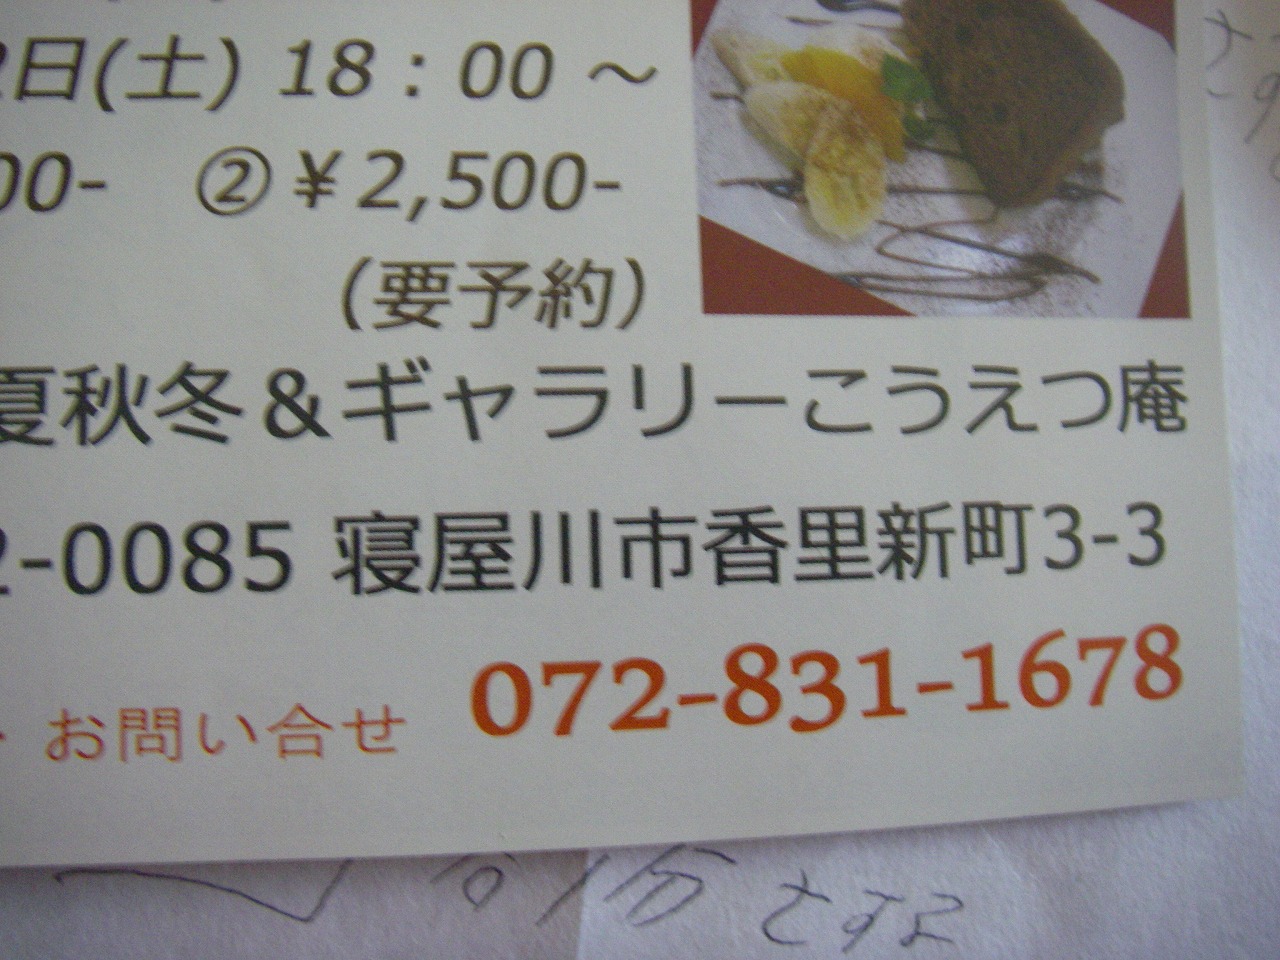 2日(土) 18：00～
00-　②￥2,500-
(要予約)
夏秋冬&ギャラリーこうえつ庵
2-0085 寝屋川市香里新町3-3
お問い合せ 072-831-1678